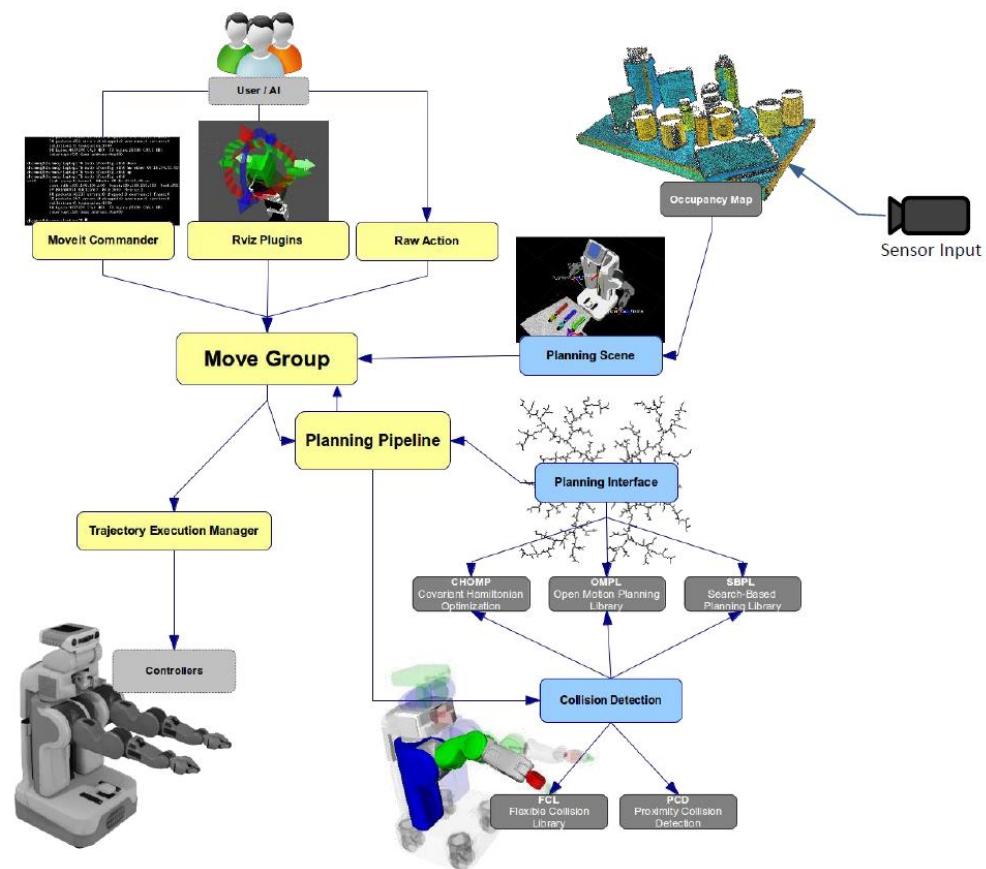 User / AI
Occupancy Map
Sensor Input
MoveIt Commander
Rviz Plugins
Raw Action
Move Group
Planning Scene
Planning Pipeline
Planning Interface
Trajectory Execution Manager
CHOMP
Covariant Hamiltonian
Optimization
OMPL
Open Motion Planning
Library
SBPL
Search-Based
Planning Library
Controllers
Collision Detection
FCL
Flexible Collision
Library
PCD
Proximity Collision
Detection